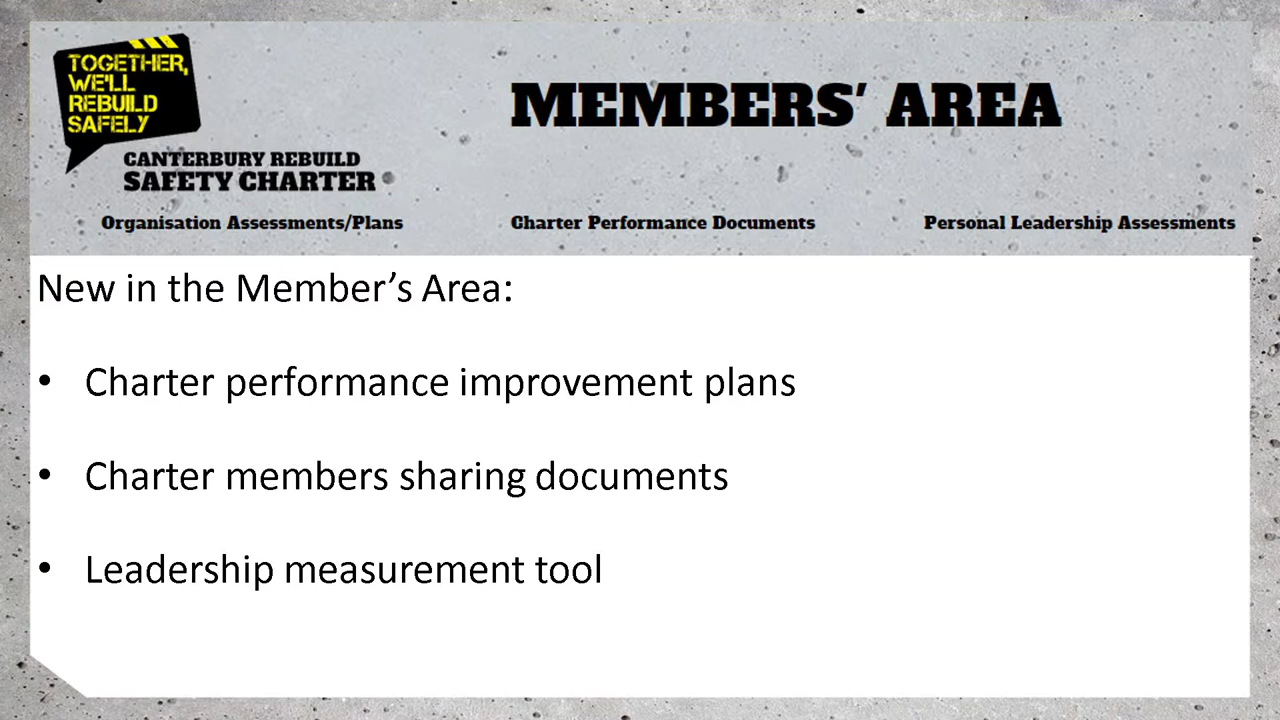 TOGETHER,
WE'LL
REBUILD
SAFELY
CANTERBURY REBUILD
SAFETY CHARTER
MEMBERS' AREA
Organisation Assessments/Plans
Charter Performance Documents
Personal Leadership Assessments
New in the Member’s Area:
• Charter performance improvement plans
• Charter members sharing documents
• Leadership measurement tool